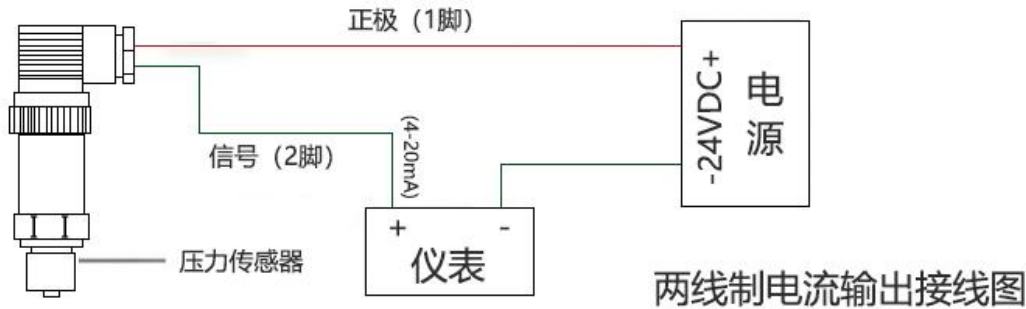 正极（1脚）
-24VDC+
电源
信号（2脚）
(4-20mA)
+ -
仪表
压力传感器
两线制电流输出接线图